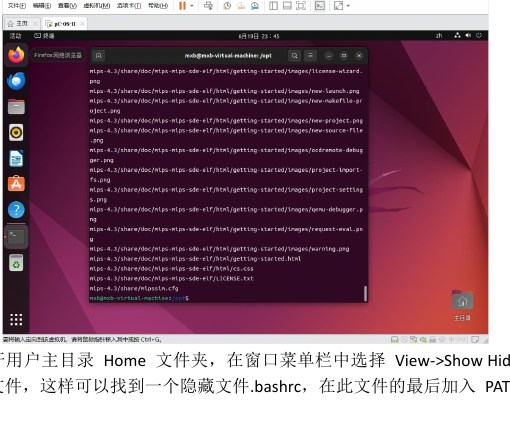 文件(F) 编辑(E) 查看(V) 虚拟机(M) 选项卡(T) 帮助(H)
主页 pC-OS-II
活动 终端 6月19日 23：45 zh
Firefox网络浏览器 mxb@mxb-virtual-machine: /opt
mips-4.3/share/doc/mips-mips-sde-elf/html/getting-started/images/license-wizard.
png
mips-4.3/share/doc/mips-mips-sde-elf/html/getting-started/images/new-launch.png
mips-4.3/share/doc/mips-mips-sde-elf/html/getting-started/images/new-makefile-pr
oject.png
mips-4.3/share/doc/mips-mips-sde-elf/html/getting-started/images/new-project.png
mips-4.3/share/doc/mips-mips-sde-elf/html/getting-started/images/new-source-file
.png
mips-4.3/share/doc/mips-mips-sde-elf/html/getting-started/images/ocdremote-debug
ger.png
mips-4.3/share/doc/mips-mips-sde-elf/html/getting-started/images/project-import-
fs.png
mips-4.3/share/doc/mips-mips-sde-elf/html/getting-started/images/project-setting
s.png
mips-4.3/share/doc/mips-mips-sde-elf/html/getting-started/images/qemu-debugger.p
ng
mips-4.3/share/doc/mips-mips-sde-elf/html/getting-started/images/request-eval.pn
g
mips-4.3/share/doc/mips-mips-sde-elf/html/getting-started/images/warning.png
mips-4.3/share/doc/mips-mips-sde-elf/html/getting-started.html
mips-4.3/share/doc/mips-mips-sde-elf/html/cs.css
mips-4.3/share/doc/mips-mips-sde-elf/LICENSE.txt
mips-4.3/share/mipssim.cfg
mxb@mxb-virtual-machine:/opt$
主目录
要将输入定向到该虚拟机，请将鼠标指针移入其中或按 Ctrl+G。
于用户主目录 Home 文件夹，在窗口菜单栏中选择 View->Show Hid
文件，这样可以找到一个隐藏文件.bashrc，在此文件的最后加入 PAT